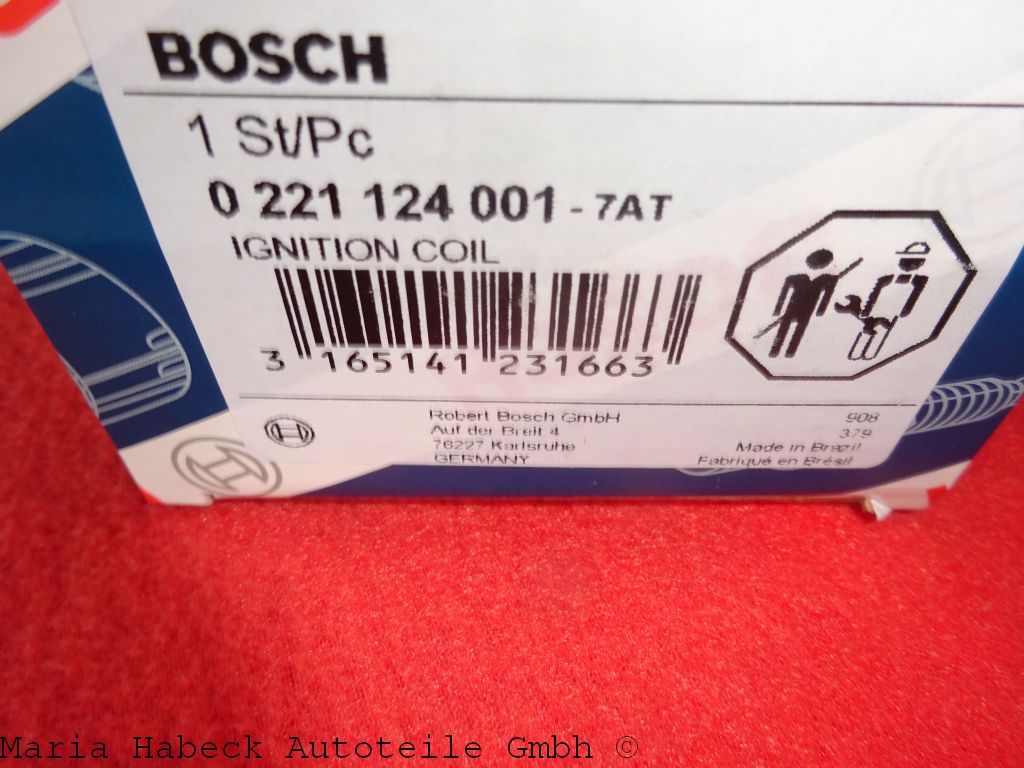 BOSCH
1 St/Pc
0 221 124 001 - 7AT
IGNITION COIL
3 165141 231663
Robert Bosch GmbH
Auf der Breit 4
76227 Karlsruhe
GERMANY
908
379
Made in Brazil
Fabriqué en Brésil
Maria Habeck Autoteile Gmbh ©